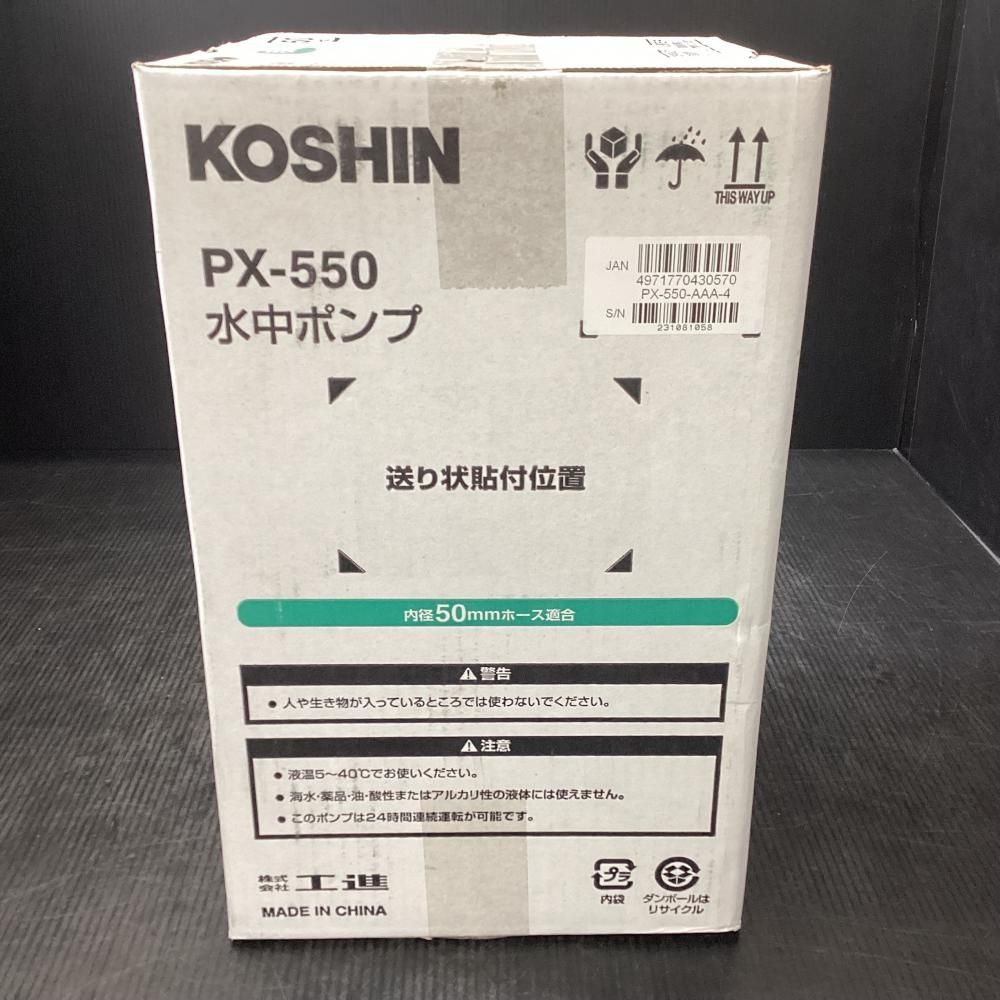 KOSHIN
THIS WAY UP
PX-550
水中ポンプ
JAN
4971770430570
PX-550-AAA-4
S/N
231081058
送り状貼付位置
内径50mmホース適合
警告
● 人や生き物が入っているところでは使わないでください。
注意
● 液温5～40℃でお使いください。
● 海水・薬品・油・酸性またはアルカリ性の液体には使えません。
● このポンプは24時間連続運転が可能です。
株式会社 工進
MADE IN CHINA
プラ
内袋
ダンボールは
リサイクル